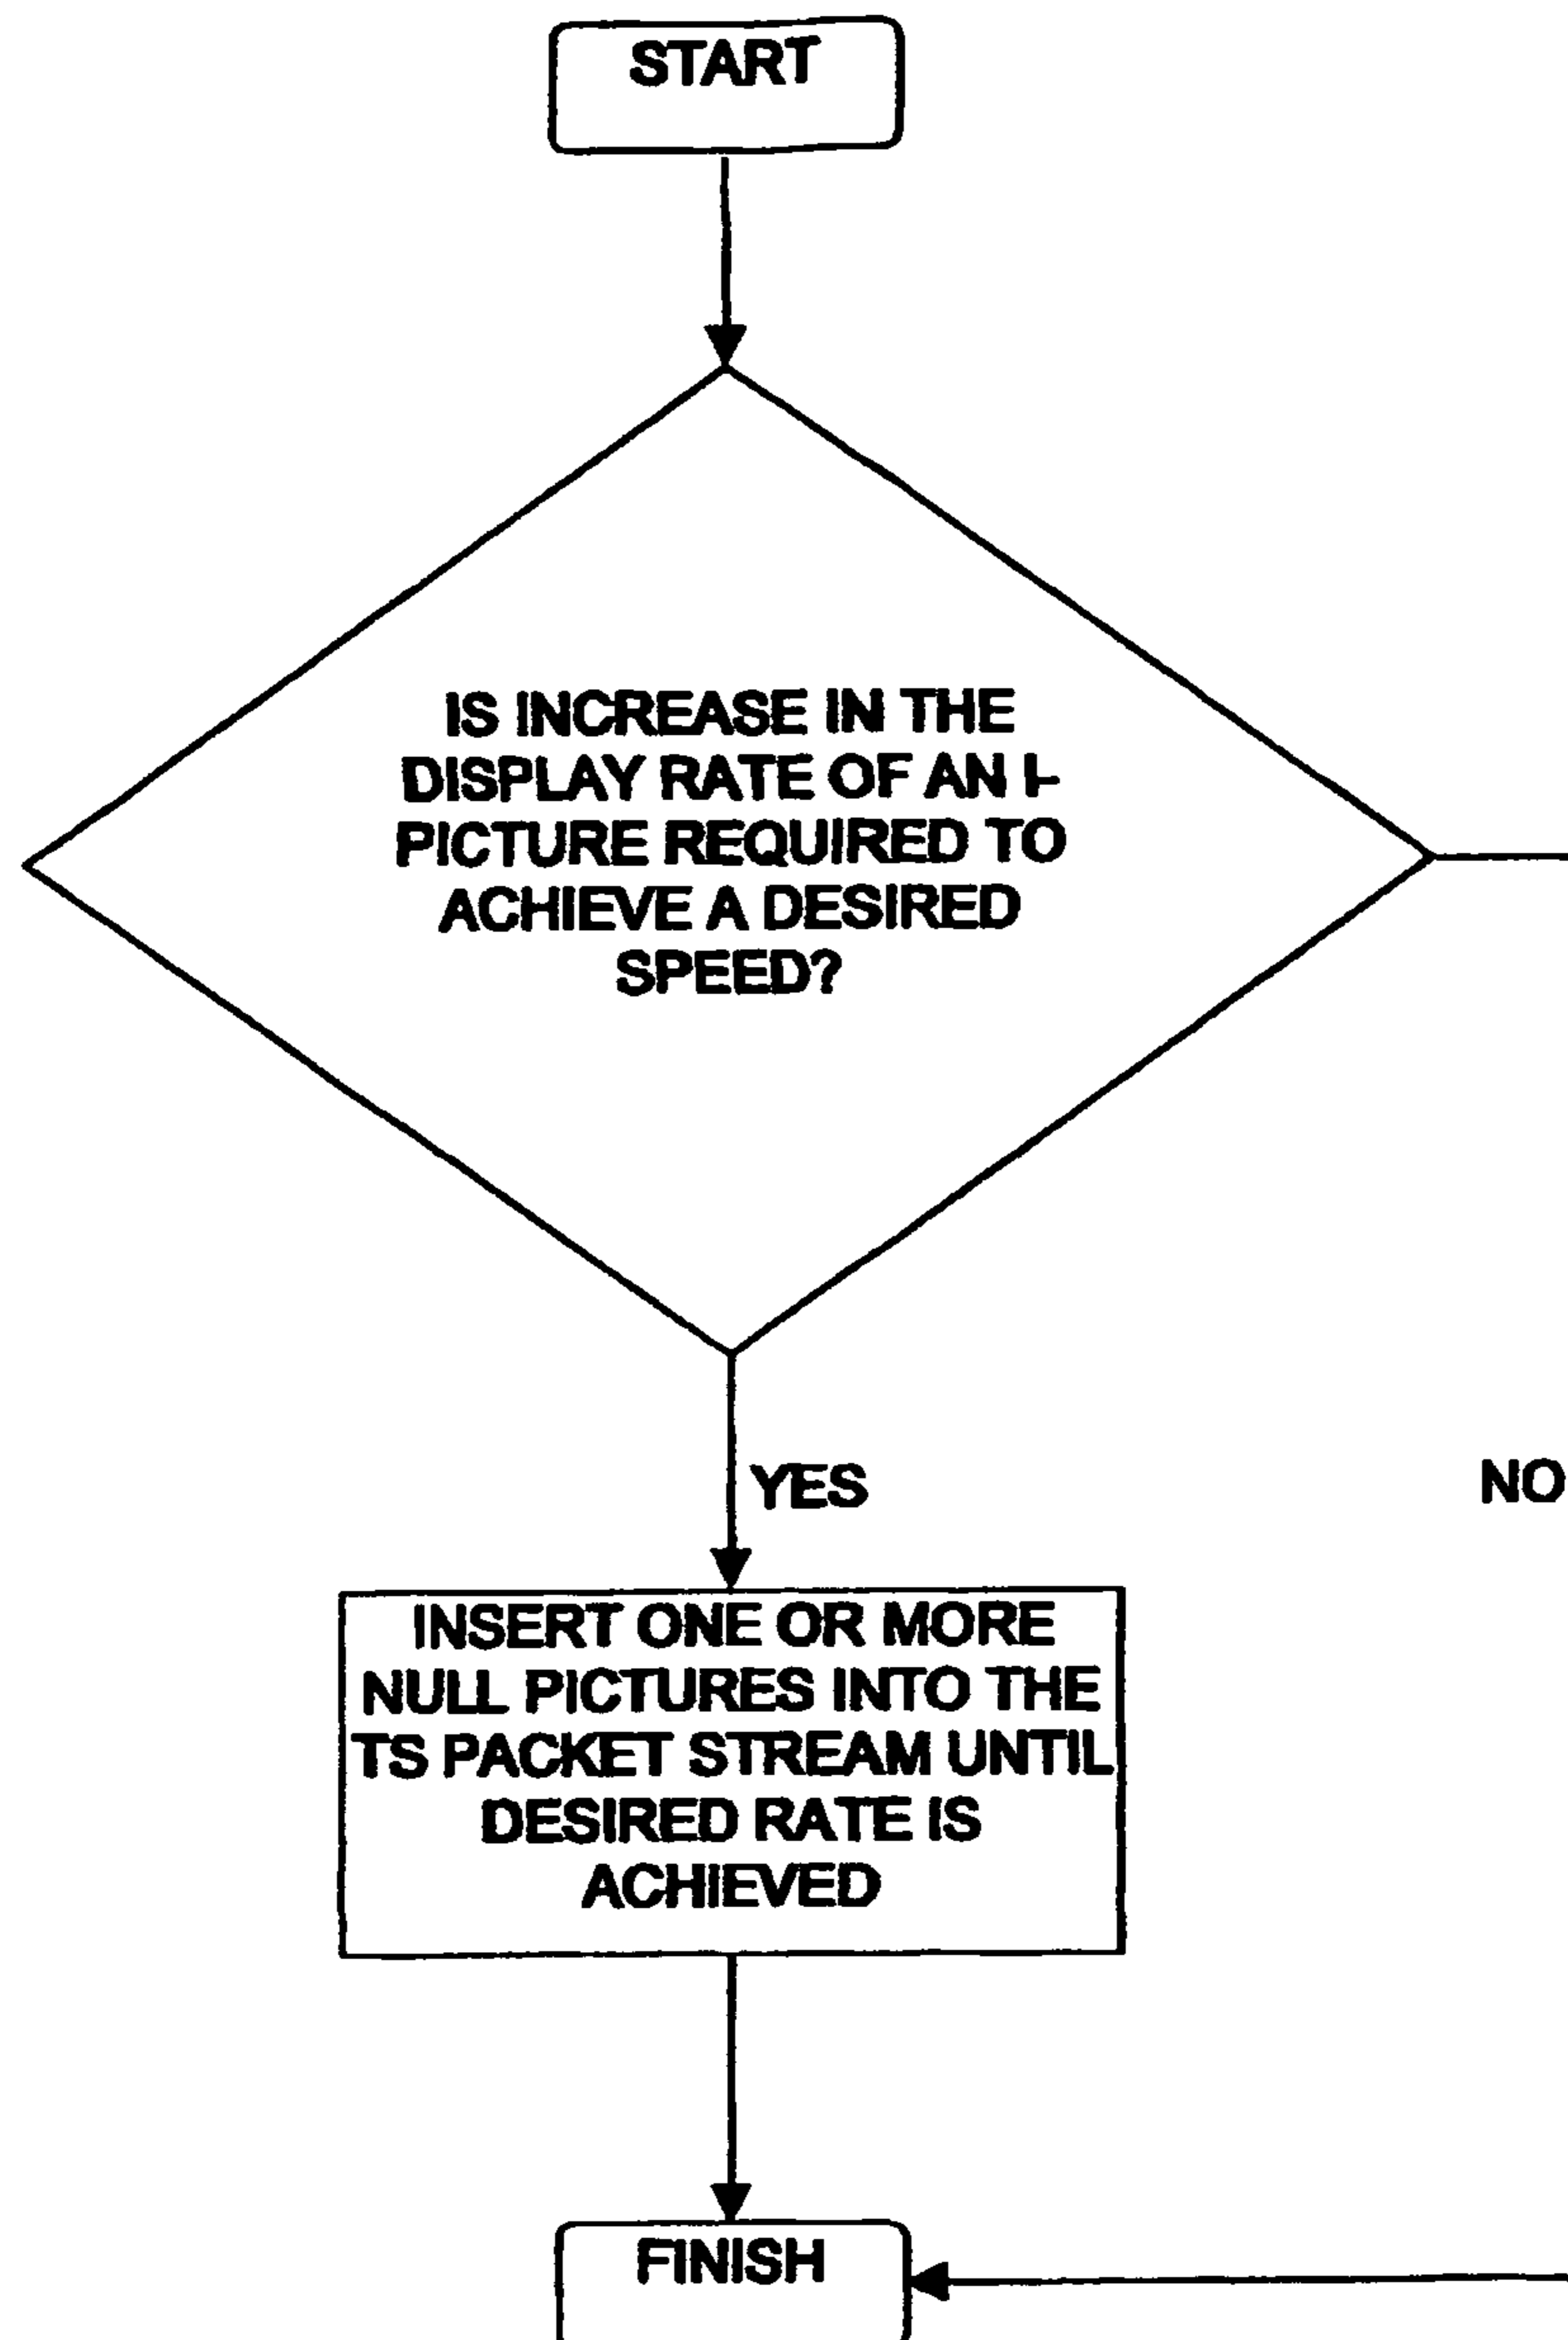 START
IS INCREASE IN THE
DISPLAY RATE OF AN I-
PICTURE REQUIRED TO
ACHIEVE A DESIRED
SPEED?
YES
NO
INSERT ONE OR MORE
NULL PICTURES INTO THE
TS PACKET STREAM UNTIL
DESIRED RATE IS
ACHIEVED
FINISH